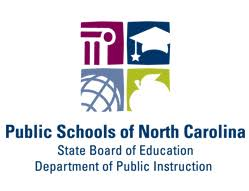 Public Schools of North Carolina
State Board of Education
Department of Public Instruction